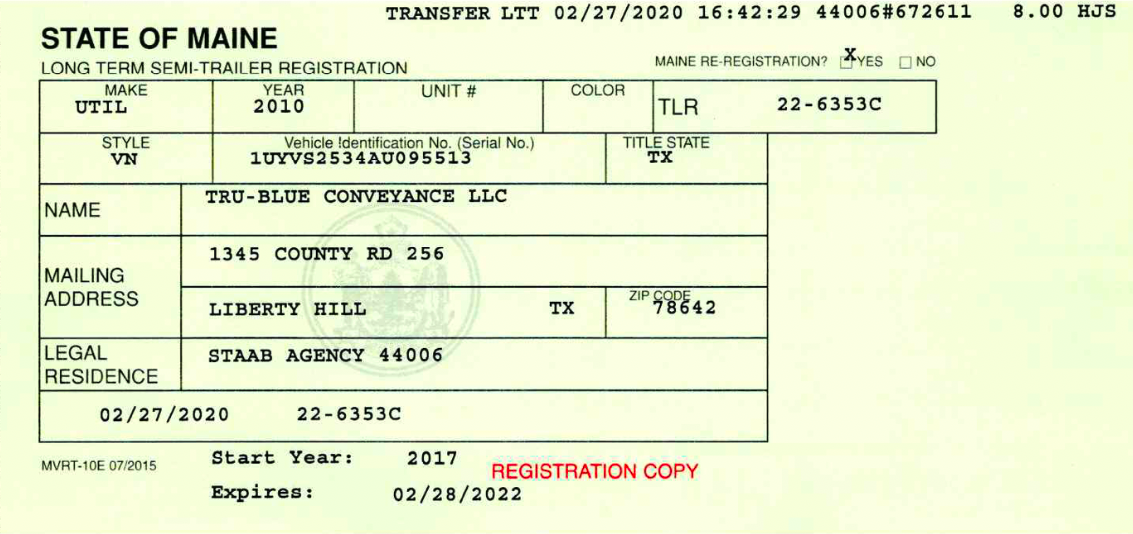 TRANSFER LTT 02/27/2020 16:42:29 44006#672611 8.00 HJS
STATE OF MAINE
LONG TERM SEMI-TRAILER REGISTRATION
MAINE RE-REGISTRATION? X YES NO
MAKE YEAR UNIT # COLOR
UTIL 2010 TLR 22-6353C
STYLE Vehicle Identification No. (Serial No.) TITLE STATE
VN 1UYVS2534AU095513 TX
NAME TRU-BLUE CONVEYANCE LLC
MAILING ADDRESS 1345 COUNTY RD 256
LIBERTY HILL TX ZIP CODE 78642
LEGAL RESIDENCE STAAB AGENCY 44006
02/27/2020 22-6353C
MVRT-10E 07/2015 Start Year: 2017 REGISTRATION COPY
Expires: 02/28/2022